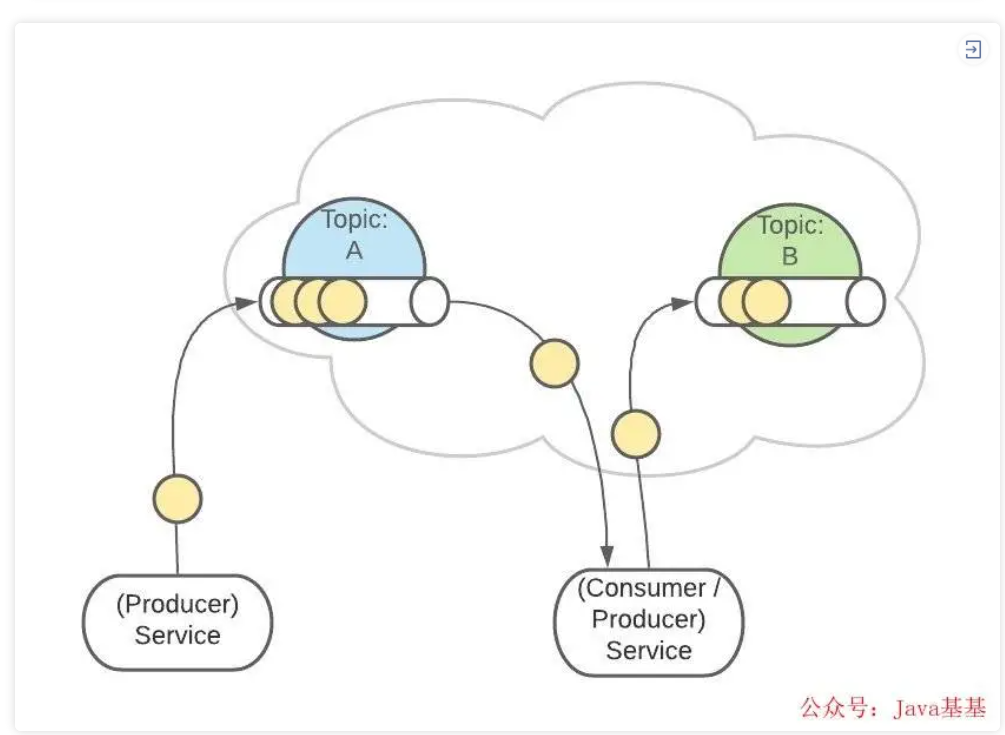 Topic:
A
Topic:
B
(Producer)
Service
(Consumer /
Producer)
Service
公众号：Java基基